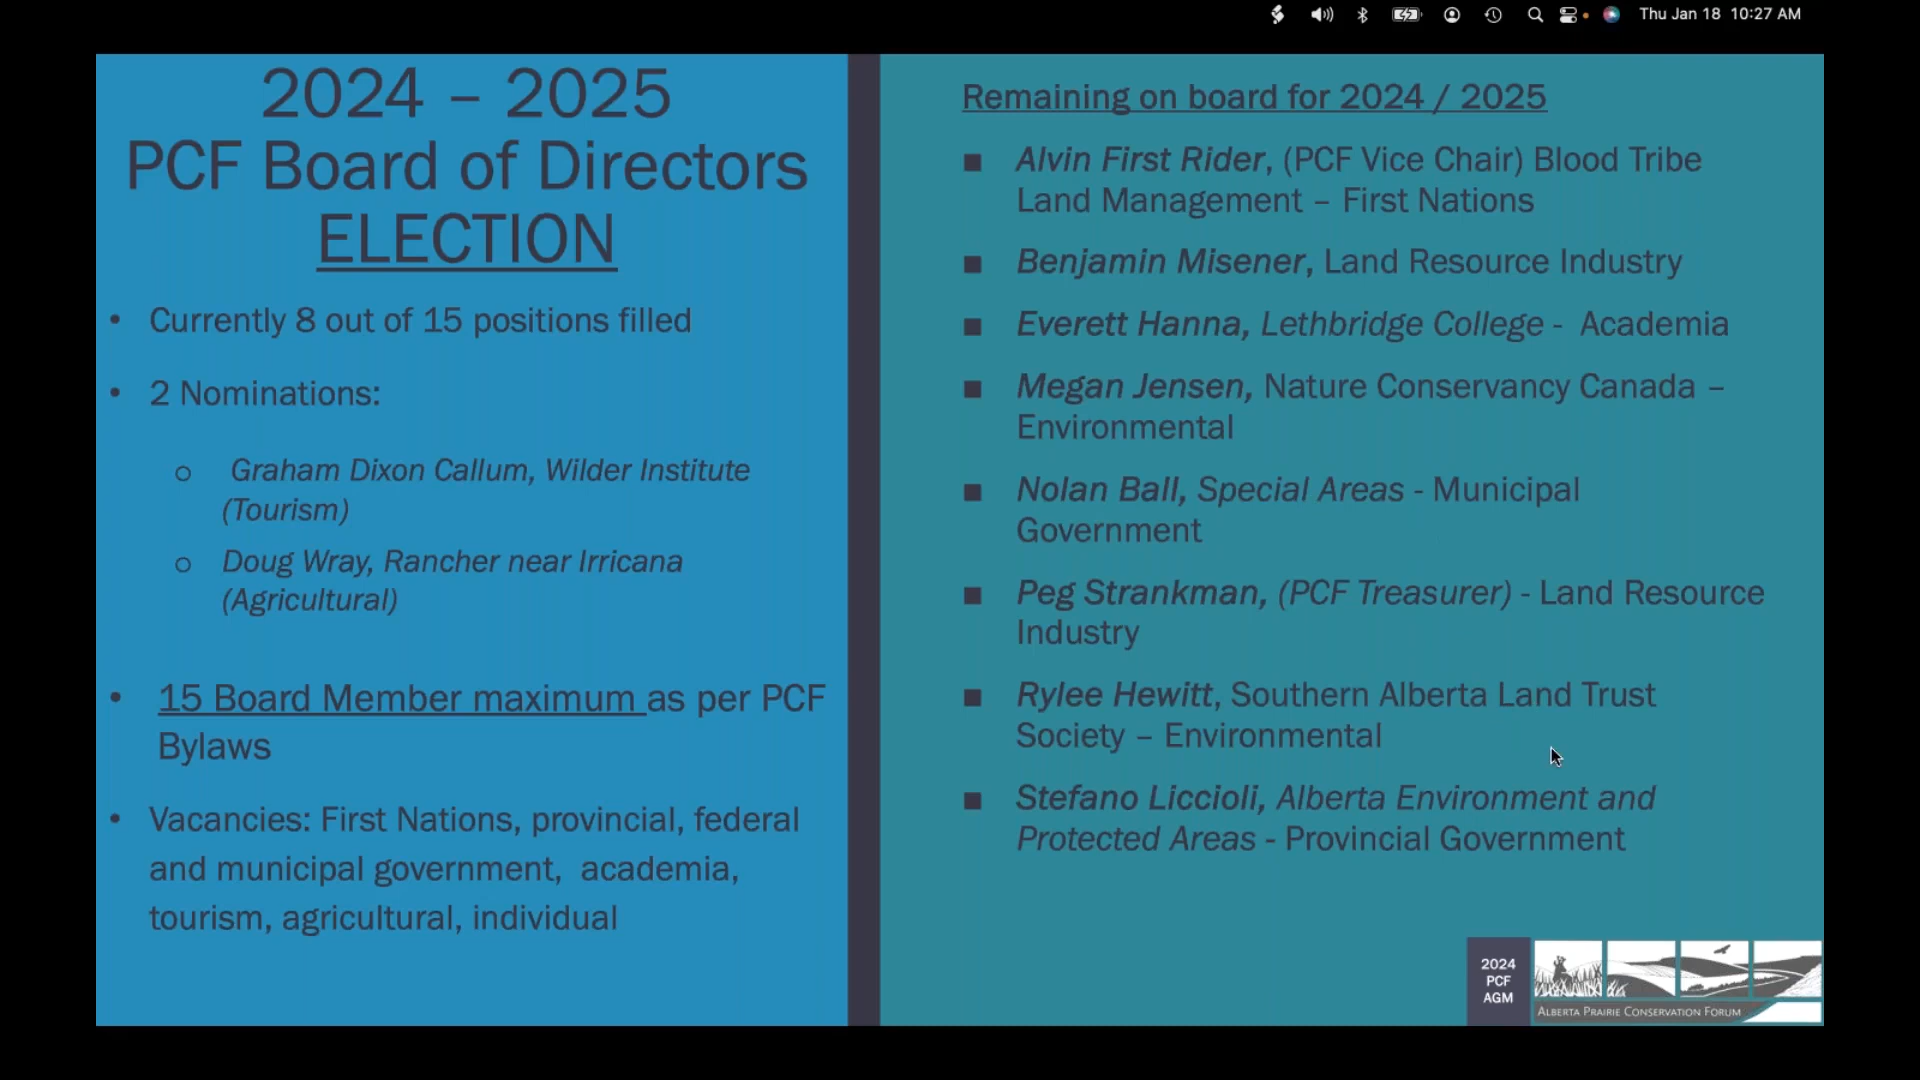 Thu Jan 18 10:27 AM
2024 – 2025
PCF Board of Directors
ELECTION
• Currently 8 out of 15 positions filled
• 2 Nominations:
o Graham Dixon Callum, Wilder Institute
(Tourism)
o Doug Wray, Rancher near Irricana
(Agricultural)
• 15 Board Member maximum as per PCF
Bylaws
• Vacancies: First Nations, provincial, federal
and municipal government, academia,
tourism, agricultural, individual
Remaining on board for 2024 / 2025
■ Alvin First Rider, (PCF Vice Chair) Blood Tribe
Land Management – First Nations
■ Benjamin Misener, Land Resource Industry
■ Everett Hanna, Lethbridge College - Academia
■ Megan Jensen, Nature Conservancy Canada –
Environmental
■ Nolan Ball, Special Areas - Municipal
Government
■ Peg Strankman, (PCF Treasurer) - Land Resource
Industry
■ Rylee Hewitt, Southern Alberta Land Trust
Society – Environmental
■ Stefano Liccioli, Alberta Environment and
Protected Areas - Provincial Government
2024
PCF
AGM
ALBERTA PRAIRIE CONSERVATION FORUM